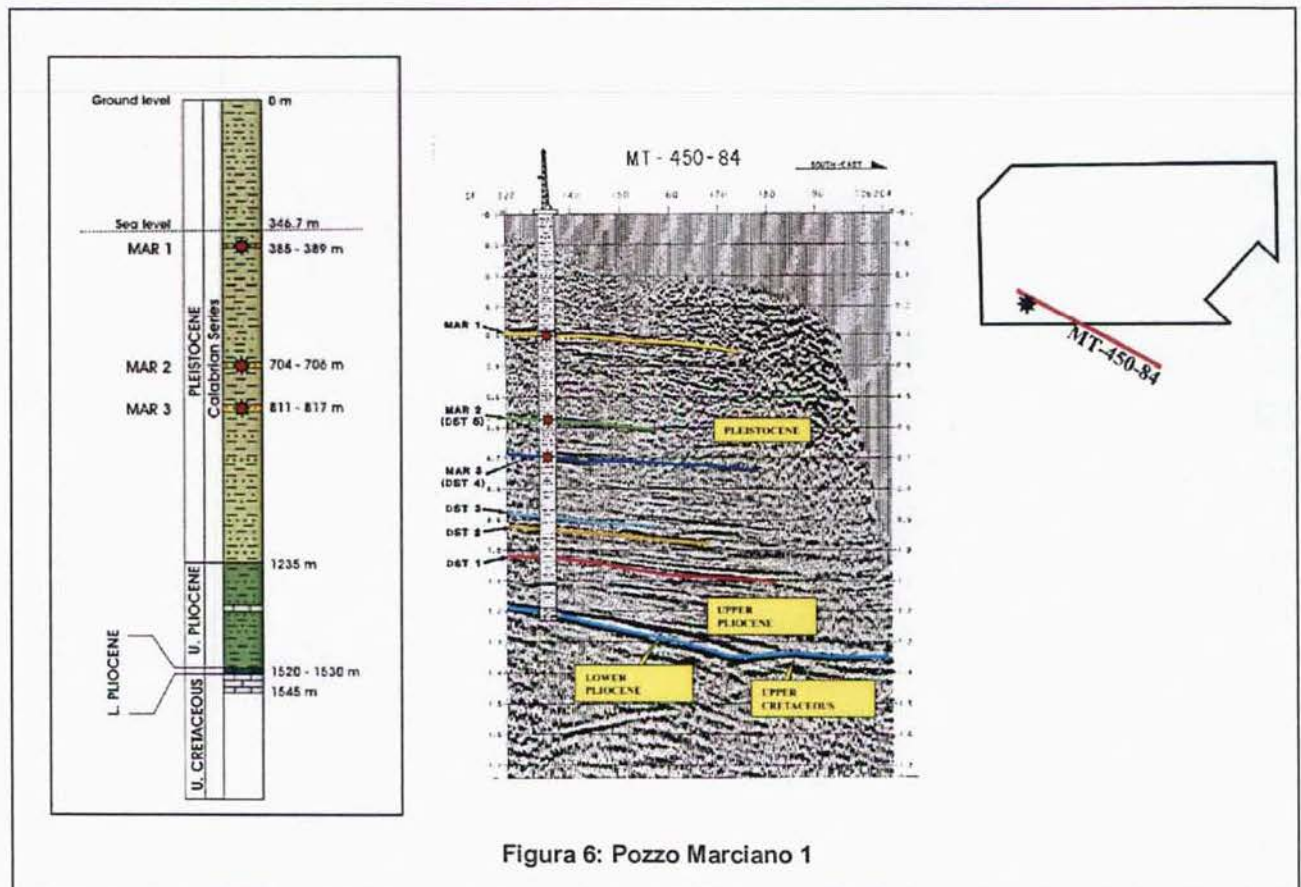 Ground level
0 m
Sea level
346.7 m
MAR 1
385 - 389 m
PLEISTOCENE
Calabrian Series
MAR 2
704 - 706 m
MAR 3
811 - 817 m
1235 m
U. PLIOCENE
L. PLIOCENE
1520 - 1530 m
1545 m
U. CRETACEOUS
MT - 450 - 84
SOUTH-EAST
MAR 1
MAR 2
(DST 5)
PLEISTOCENE
MAR 3
(DST 4)
DST 3
DST 2
DST 1
UPPER
PLIOCENE
LOWER
PLIOCENE
UPPER
CRETACEOUS
MT-450-84
Figura 6: Pozzo Marciano 1